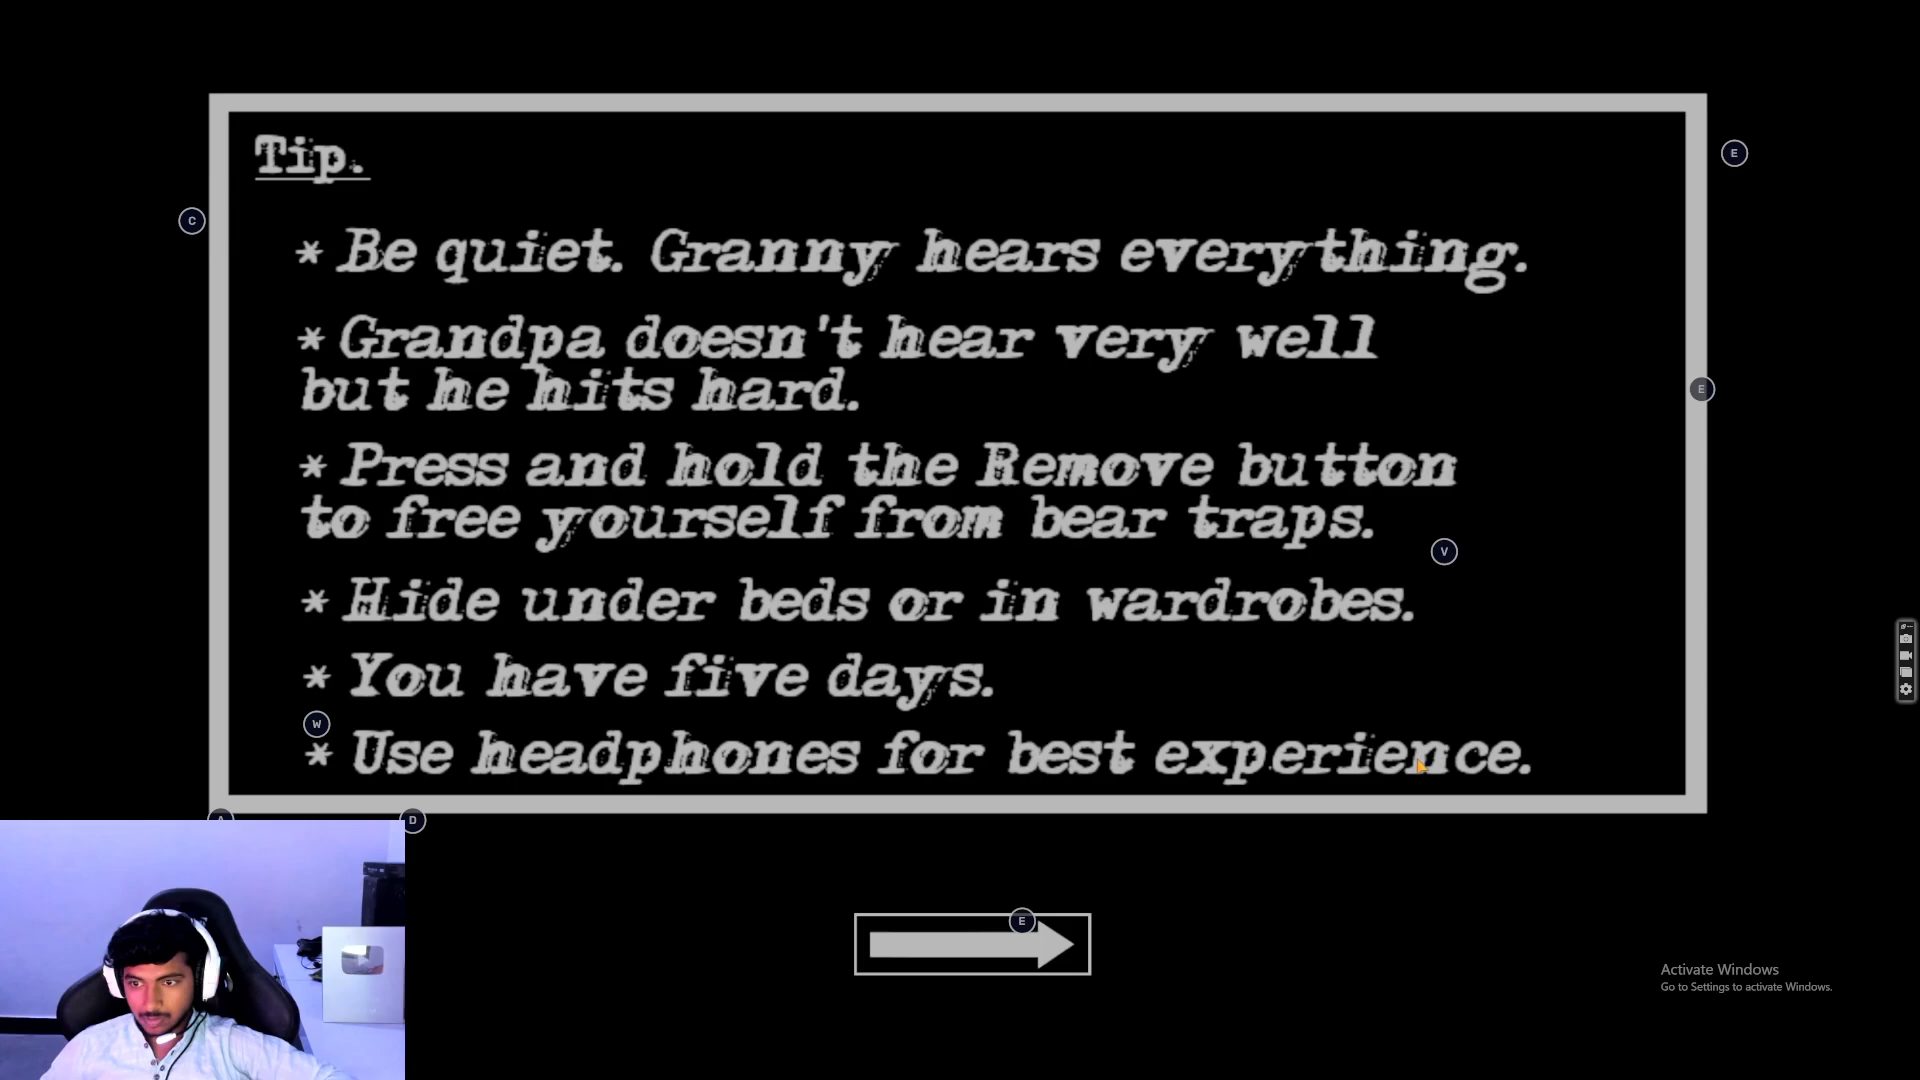 Tip.
* Be quiet. Granny hears everything.
* Grandpa doesn't hear very well
but he hits hard.
* Press and hold the Remove button
to free yourself from bear traps.
* Hide under beds or in wardrobes.
* You have five days.
* Use headphones for best experience.
C
E
E
V
W
A
D
E
Activate Windows
Go to Settings to activate Windows.